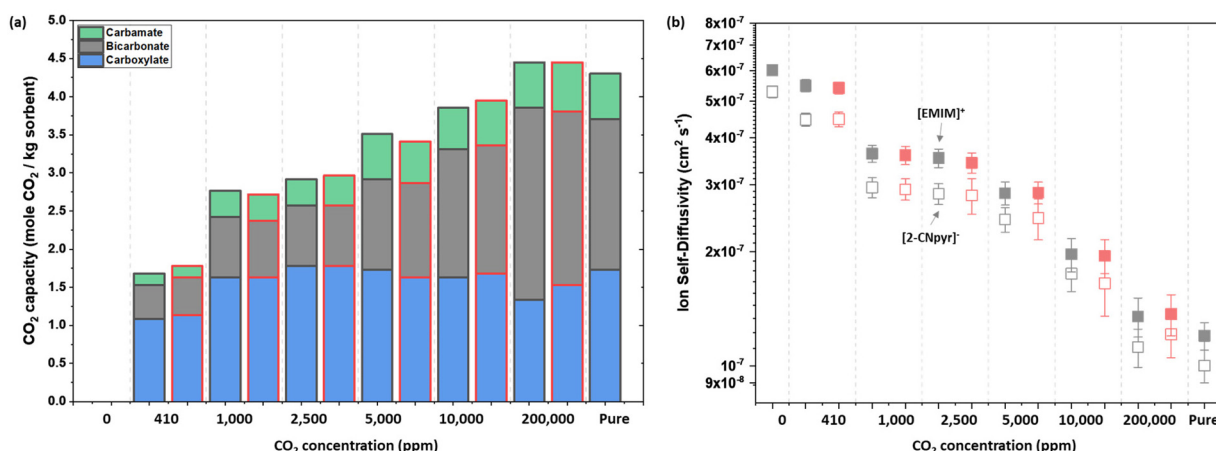 (a)
CO2 capacity (mole CO2 / kg sorbent)
5.0
4.5
4.0
3.5
3.0
2.5
2.0
1.5
1.0
0.5
0.0
Carbamate
Bicarbonate
Carboxylate
0 410 1,000 2,500 5,000 10,000 200,000 Pure
CO2 concentration (ppm)
(b)
Ion Self-Diffusivity (cm² s⁻¹)
8x10⁻⁷
7x10⁻⁷
6x10⁻⁷
5x10⁻⁷
4x10⁻⁷
3x10⁻⁷
2x10⁻⁷
10⁻⁷
9x10⁻⁸
[EMIM]⁺
[2-CNpyr]⁻
0 410 1,000 2,500 5,000 10,000 200,000 Pure
CO2 concentration (ppm)